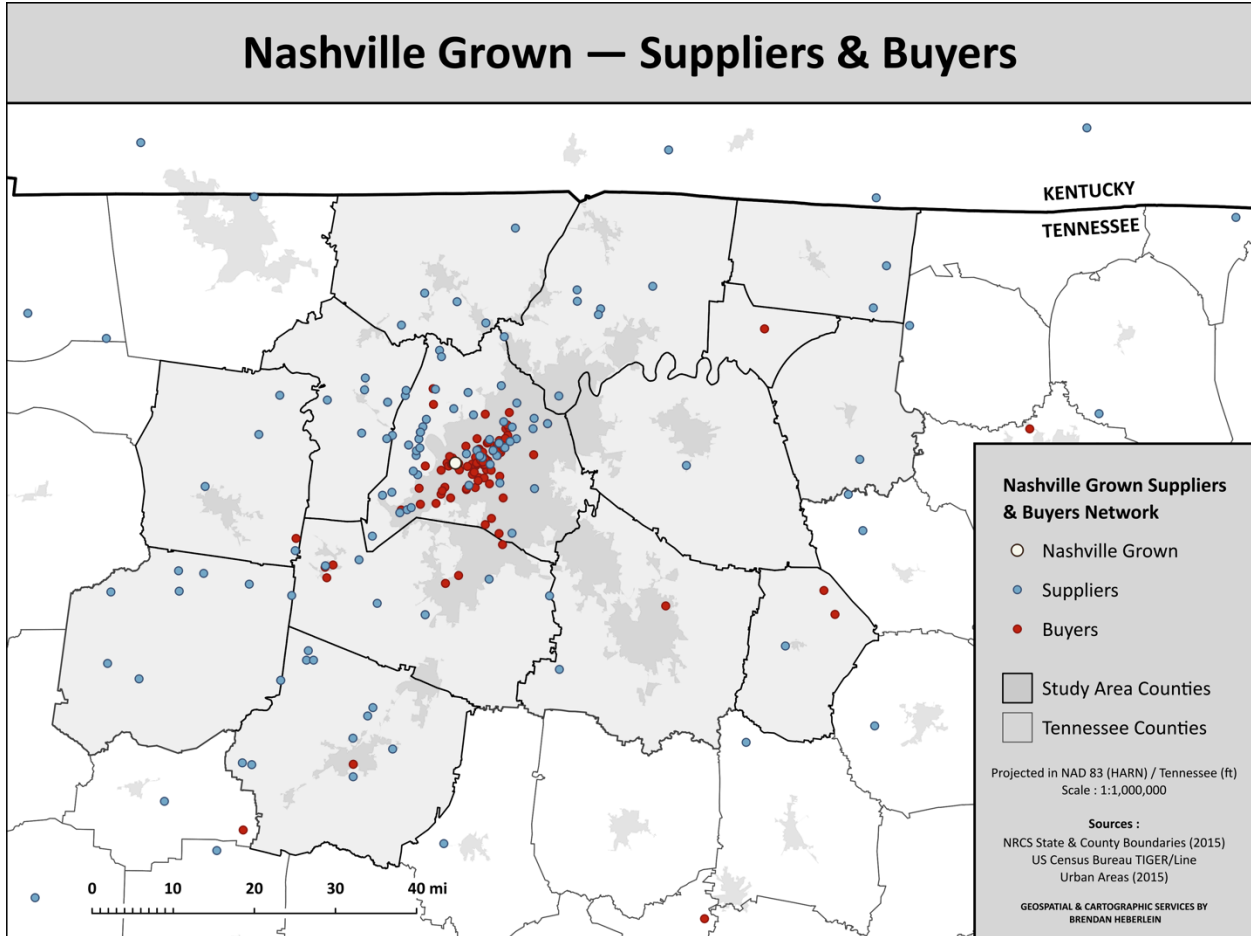 Nashville Grown — Suppliers & Buyers
KENTUCKY
TENNESSEE
Nashville Grown Suppliers
& Buyers Network
Nashville Grown
Suppliers
Buyers
Study Area Counties
Tennessee Counties
Projected in NAD 83 (HARN) / Tennessee (ft)
Scale : 1:1,000,000
Sources :
NRCS State & County Boundaries (2015)
US Census Bureau TIGER/Line
Urban Areas (2015)
GEOSPATIAL & CARTOGRAPHIC SERVICES BY
BRENDAN HEBERLEIN
0 10 20 30 40 mi